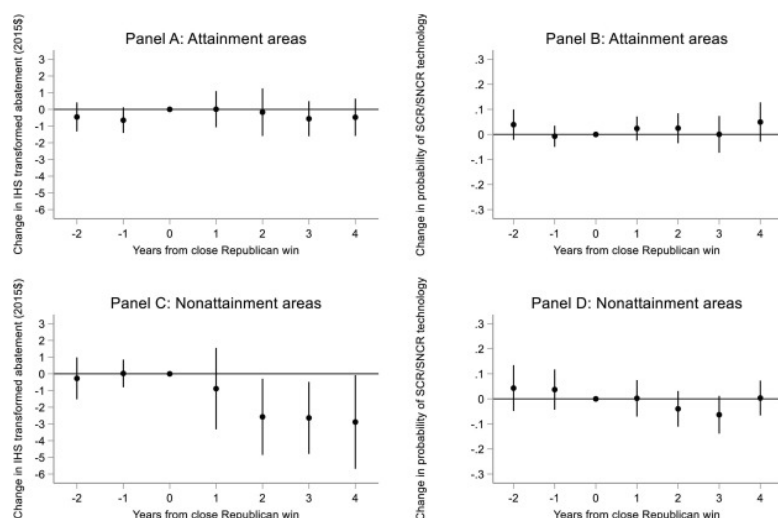 Panel A: Attainment areas
Change in IHS transformed abatement (2015$)
3
2
1
0
-1
-2
-3
-4
-5
-6
-2 -1 0 1 2 3 4
Years from close Republican win
Panel B: Attainment areas
Change in probability of SCR/SNCR technology
.3
.2
.1
0
-.1
-.2
-.3
-2 -1 0 1 2 3 4
Years from close Republican win
Panel C: Nonattainment areas
Change in IHS transformed abatement (2015$)
3
2
1
0
-1
-2
-3
-4
-5
-6
-2 -1 0 1 2 3 4
Years from close Republican win
Panel D: Nonattainment areas
Change in probability of SCR/SNCR technology
.3
.2
.1
0
-.1
-.2
-.3
-2 -1 0 1 2 3 4
Years from close Republican win